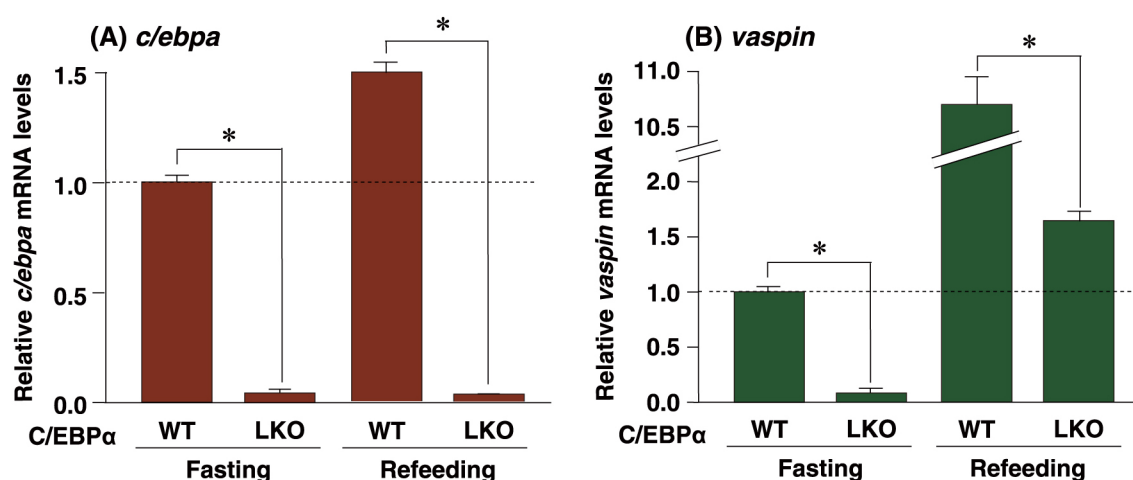 (A) c/ebpa
Relative c/ebpa mRNA levels
1.5
1.0
0.5
0.0
*
*
C/EBPα
WT
LKO
WT
LKO
Fasting
Refeeding
(B) vaspin
Relative vaspin mRNA levels
11.0
10.5
2.0
1.5
1.0
0.5
0.0
*
*
C/EBPα
WT
LKO
WT
LKO
Fasting
Refeeding